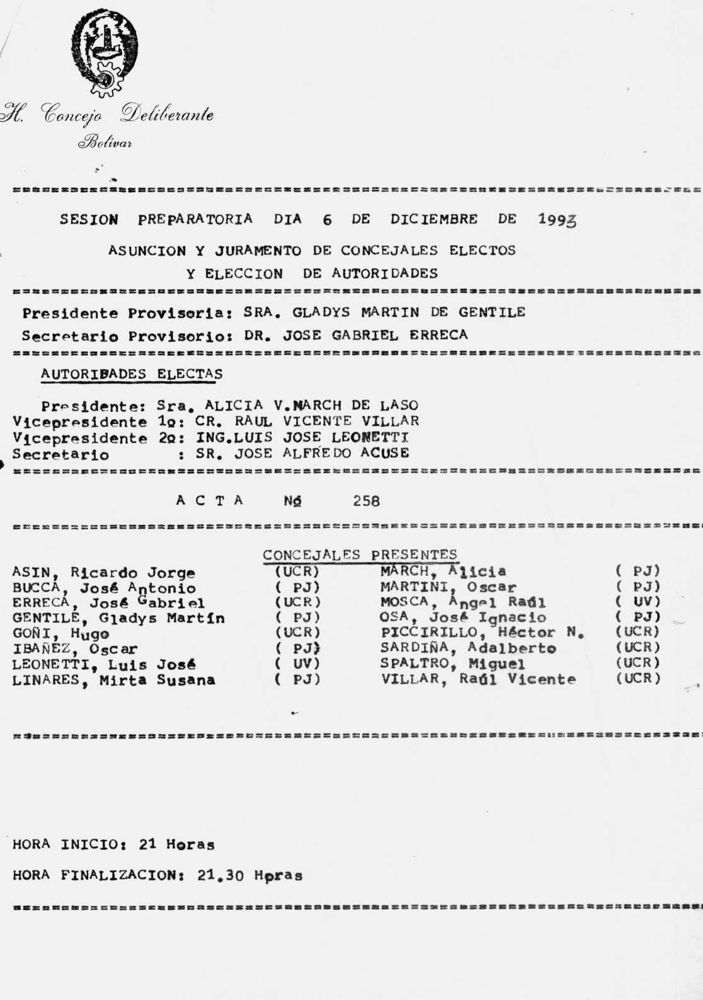 H. Concejo Deliberante
Bolívar
SESION PREPARATORIA DIA 6 DE DICIEMBRE DE 1993
ASUNCION Y JURAMENTO DE CONCEJALES ELECTOS
Y ELECCION DE AUTORIDADES
Presidente Provisoria: SRA. GLADYS MARTIN DE GENTILE
Secretario Provisorio: DR. JOSE GABRIEL ERRECA
AUTORIDADES ELECTAS
Presidente: Sra. ALICIA V.MARCH DE LASO
Vicepresidente 1º: CR. RAUL VICENTE VILLAR
Vicepresidente 2º: ING.LUIS JOSE LEONETTI
Secretario : SR. JOSE ALFREDO ACUSE
A C T A Nº 258
CONCEJALES PRESENTES
ASIN, Ricardo Jorge (UCR) MARCH, Alicia ( PJ)
BUCCA, José Antonio ( PJ) MARTINI, Oscar ( PJ)
ERRECA, José Gabriel (UCR) MOSCA, Angel Raúl ( UV)
GENTILE, Gladys Martín ( PJ) OSA, José Ignacio ( PJ)
GOÑI, Hugo (UCR) PICCIRILLO, Héctor N. (UCR)
IBAÑEZ, Oscar ( PJ) SARDIÑA, Adalberto (UCR)
LEONETTI, Luis José ( UV) SPALTRO, Miguel (UCR)
LINARES, Mirta Susana ( PJ) VILLAR, Raúl Vicente (UCR)
HORA INICIO: 21 Horas
HORA FINALIZACION: 21.30 Horas